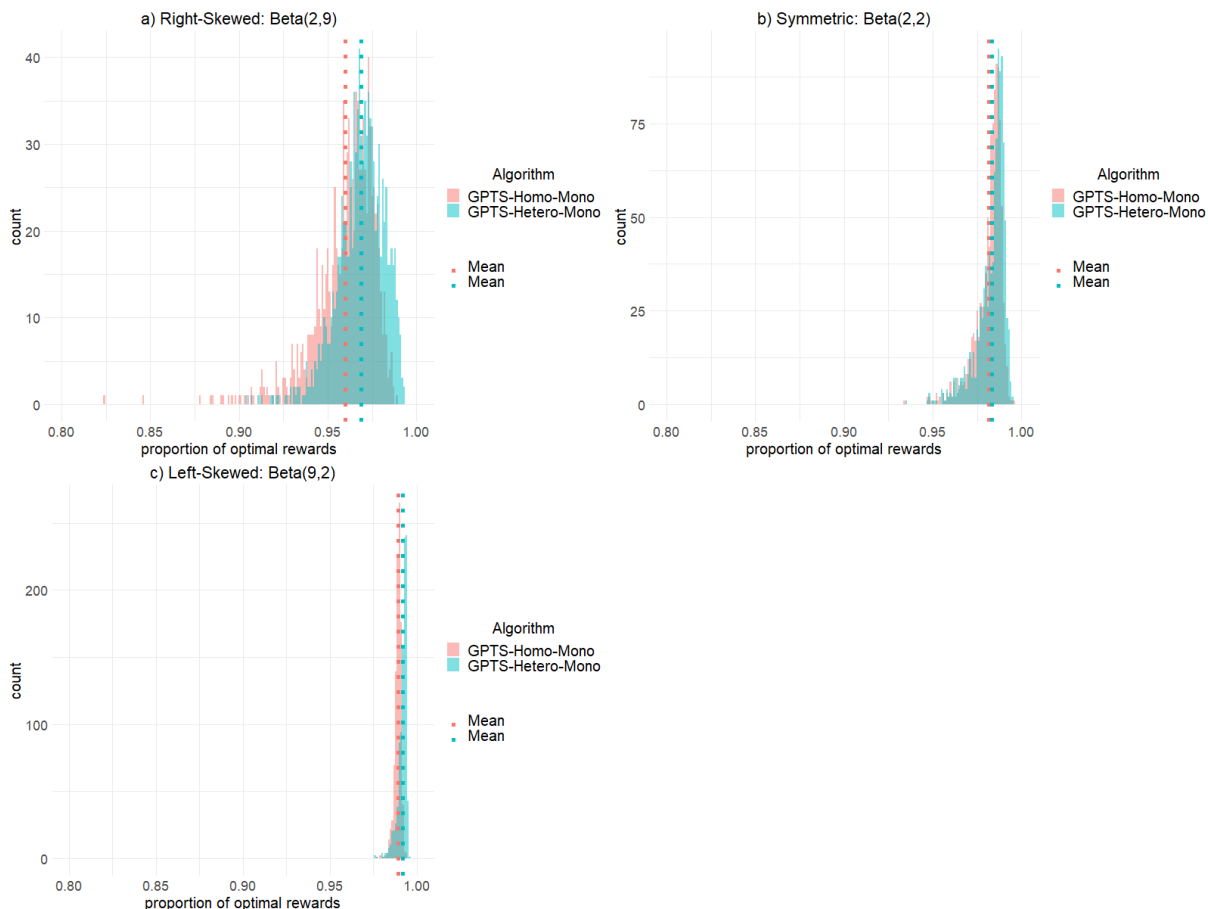 a) Right-Skewed: Beta(2,9)
40
30
20
10
0
count
0.80 0.85 0.90 0.95 1.00
proportion of optimal rewards
Algorithm
GPTS-Homo-Mono
GPTS-Hetero-Mono
Mean
Mean
b) Symmetric: Beta(2,2)
75
50
25
0
count
0.80 0.85 0.90 0.95 1.00
proportion of optimal rewards
Algorithm
GPTS-Homo-Mono
GPTS-Hetero-Mono
Mean
Mean
c) Left-Skewed: Beta(9,2)
200
100
0
count
0.80 0.85 0.90 0.95 1.00
proportion of optimal rewards
Algorithm
GPTS-Homo-Mono
GPTS-Hetero-Mono
Mean
Mean